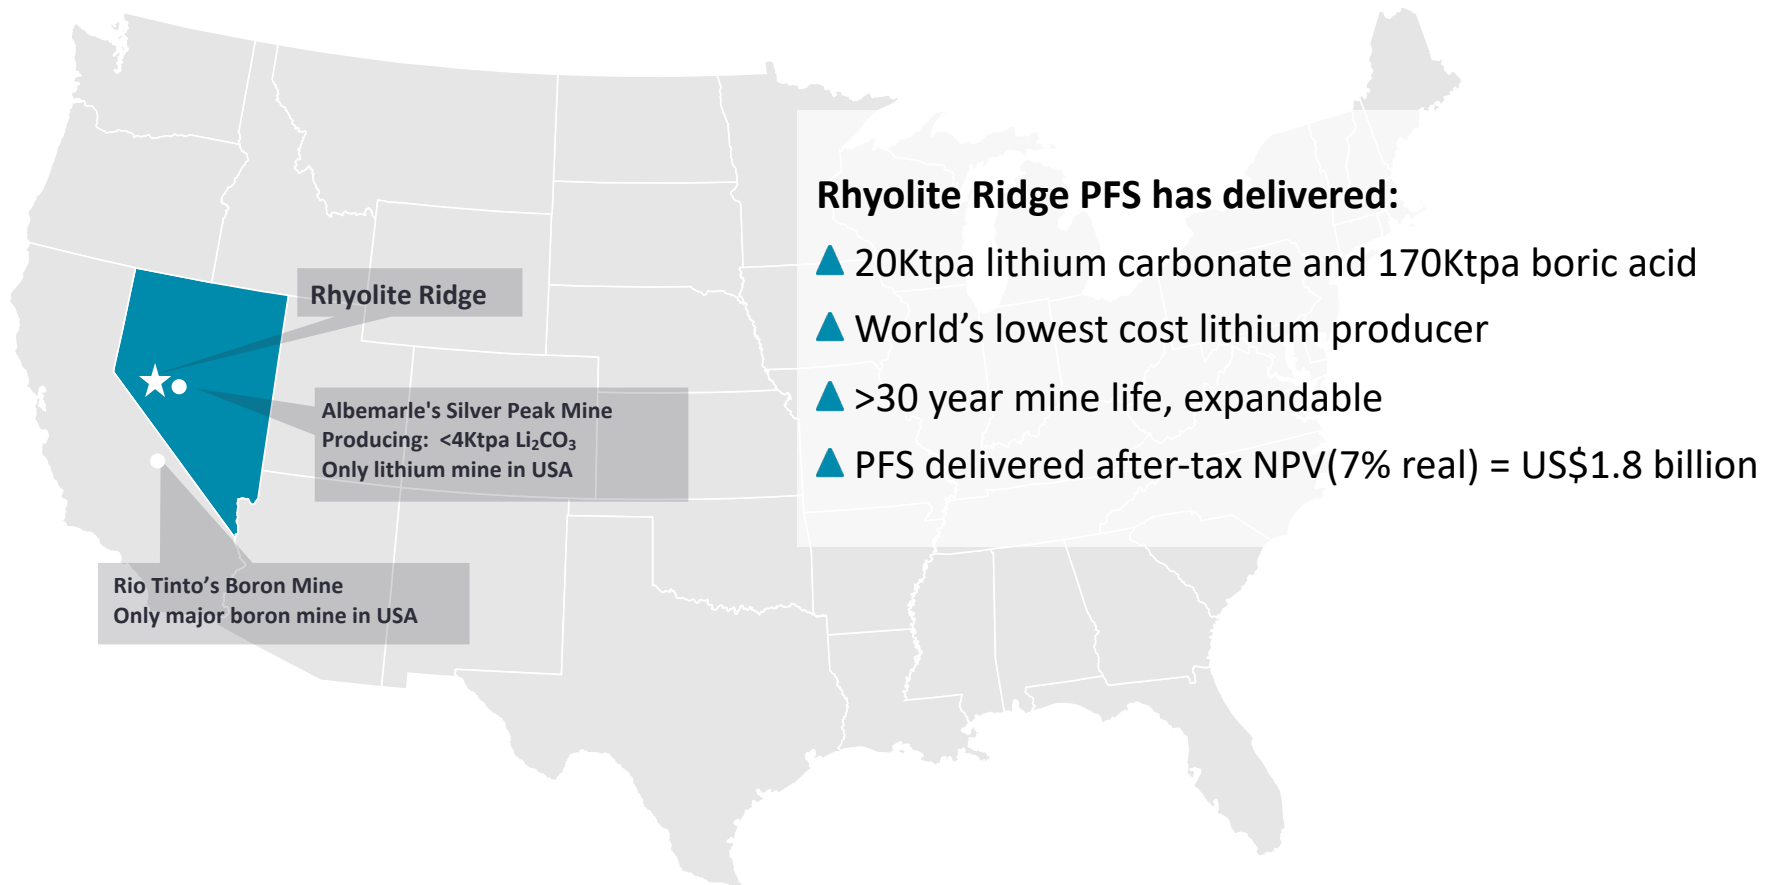 Rhyolite Ridge PFS has delivered:
20Ktpa lithium carbonate and 170Ktpa boric acid
World’s lowest cost lithium producer
>30 year mine life, expandable
PFS delivered after-tax NPV(7% real) = US$1.8 billion
Rhyolite Ridge
Albemarle's Silver Peak Mine
Producing: <4Ktpa Li₂CO₃
Only lithium mine in USA
Rio Tinto’s Boron Mine
Only major boron mine in USA